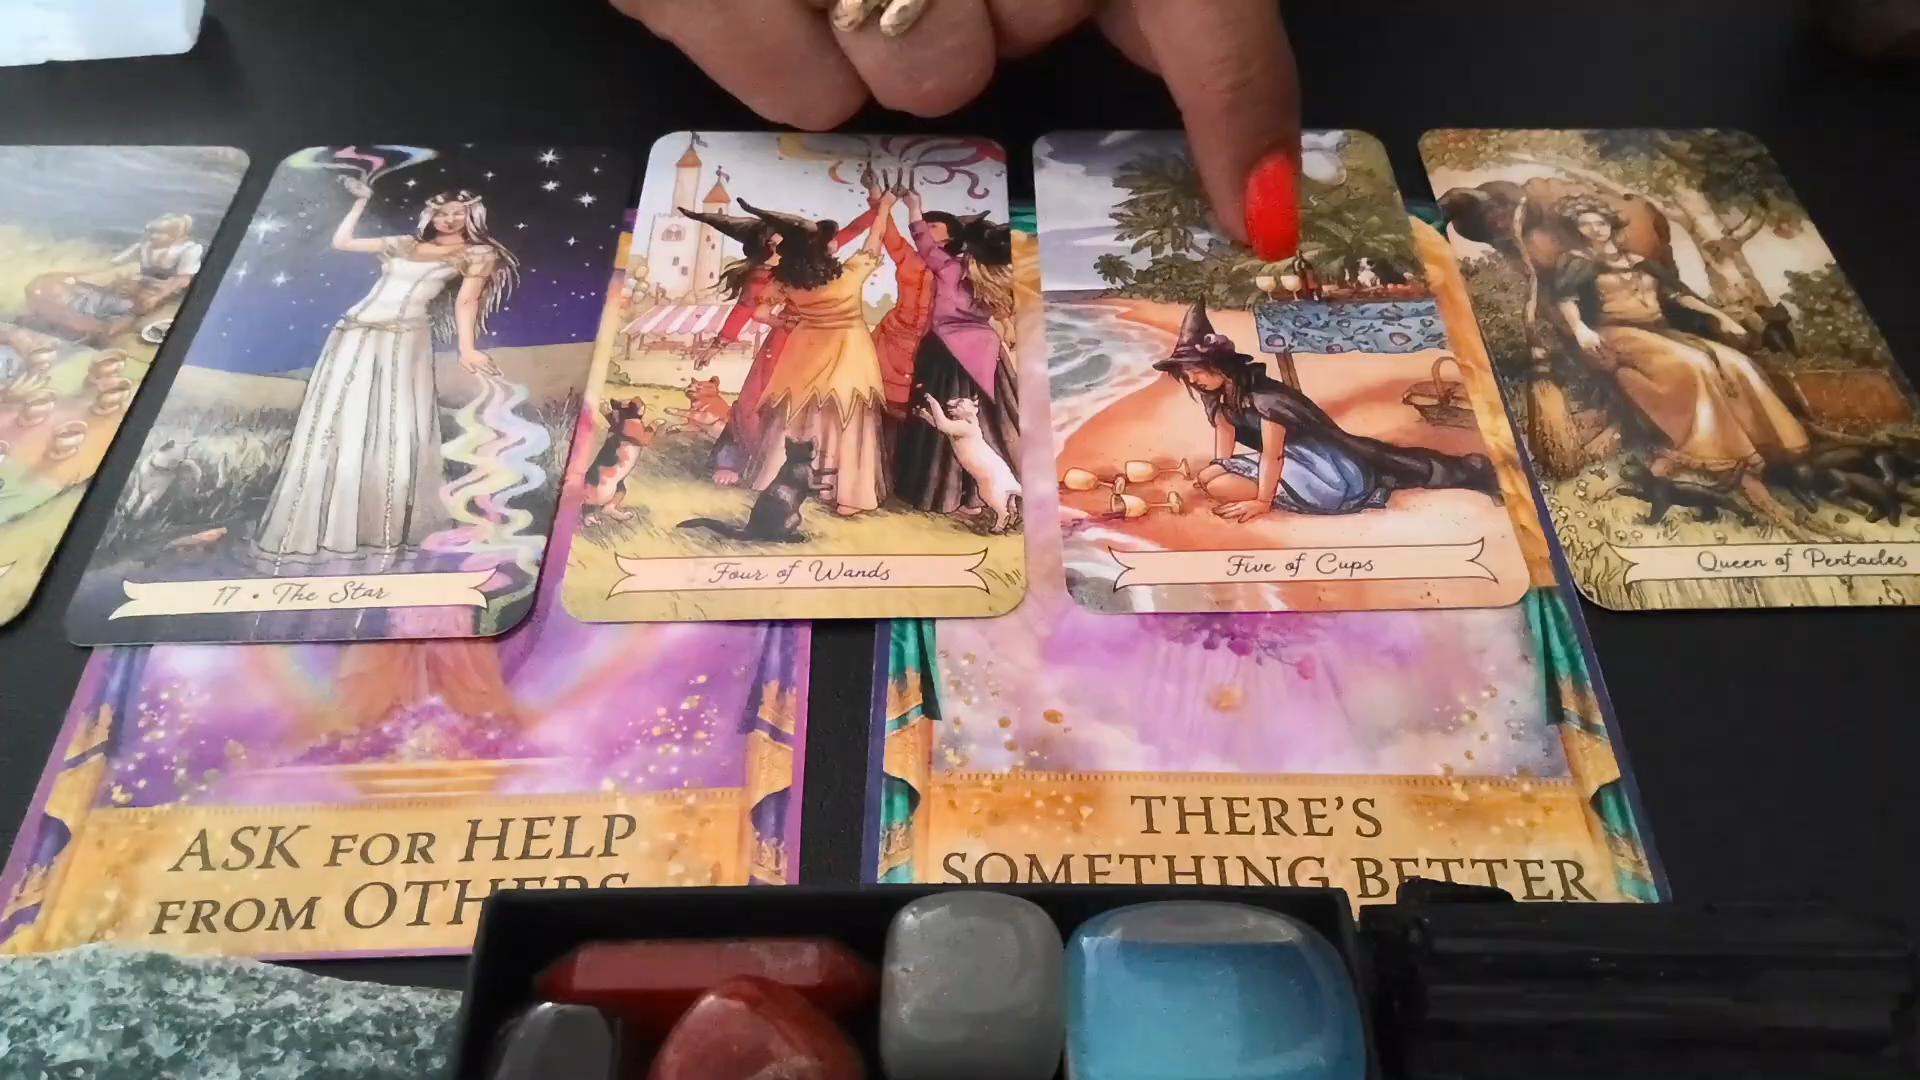 17 • The Star
Four of Wands
Five of Cups
Queen of Pentacles
ASK FOR HELP
FROM OTHERS
THERE'S
SOMETHING BETTER